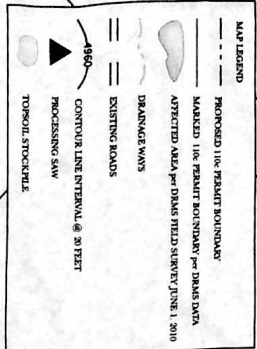 MAP LEGEND
PROPOSED 110c PERMIT BOUNDARY
MARKED 110c PERMIT BOUNDARY per DRMS DATA
AFFECTED AREA per DRMS FIELD SURVEY JUNE 1, 2010
DRAINAGE WAYS
EXISTING ROADS
4960
CONTOUR LINE INTERVAL @ 20 FEET
PROCESSING SAW
TOPSOIL STOCKPILE